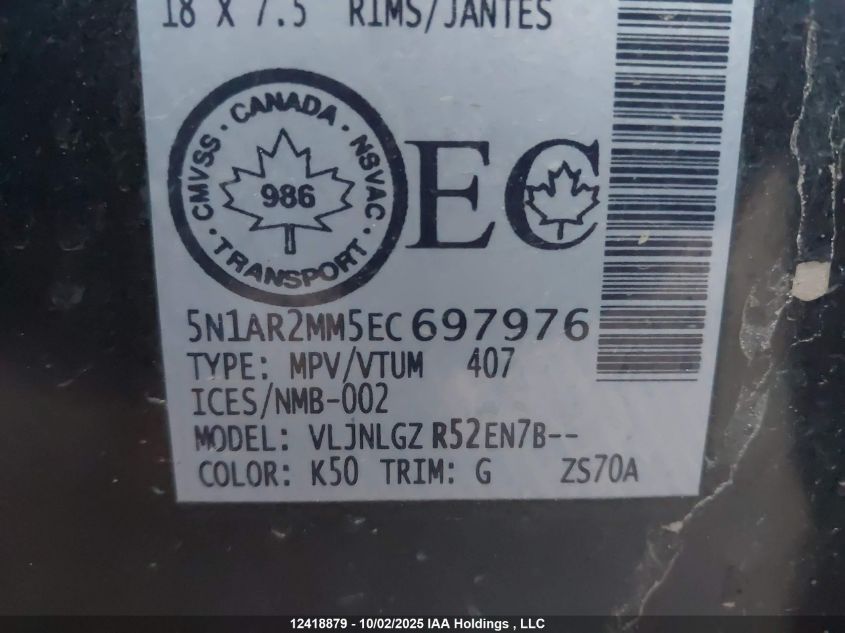 18 X 7.5 RIMS/JANTES
CMVSS · CANADA · NSVAC · TRANSPORT ·
986
EC
5N1AR2MM5EC697976
TYPE: MPV/VTUM 407
ICES/NMB-002
MODEL: VLJNLGZ R52EN7B--
COLOR: K50 TRIM: G ZS70A
12418879 - 10/02/2025 IAA Holdings , LLC